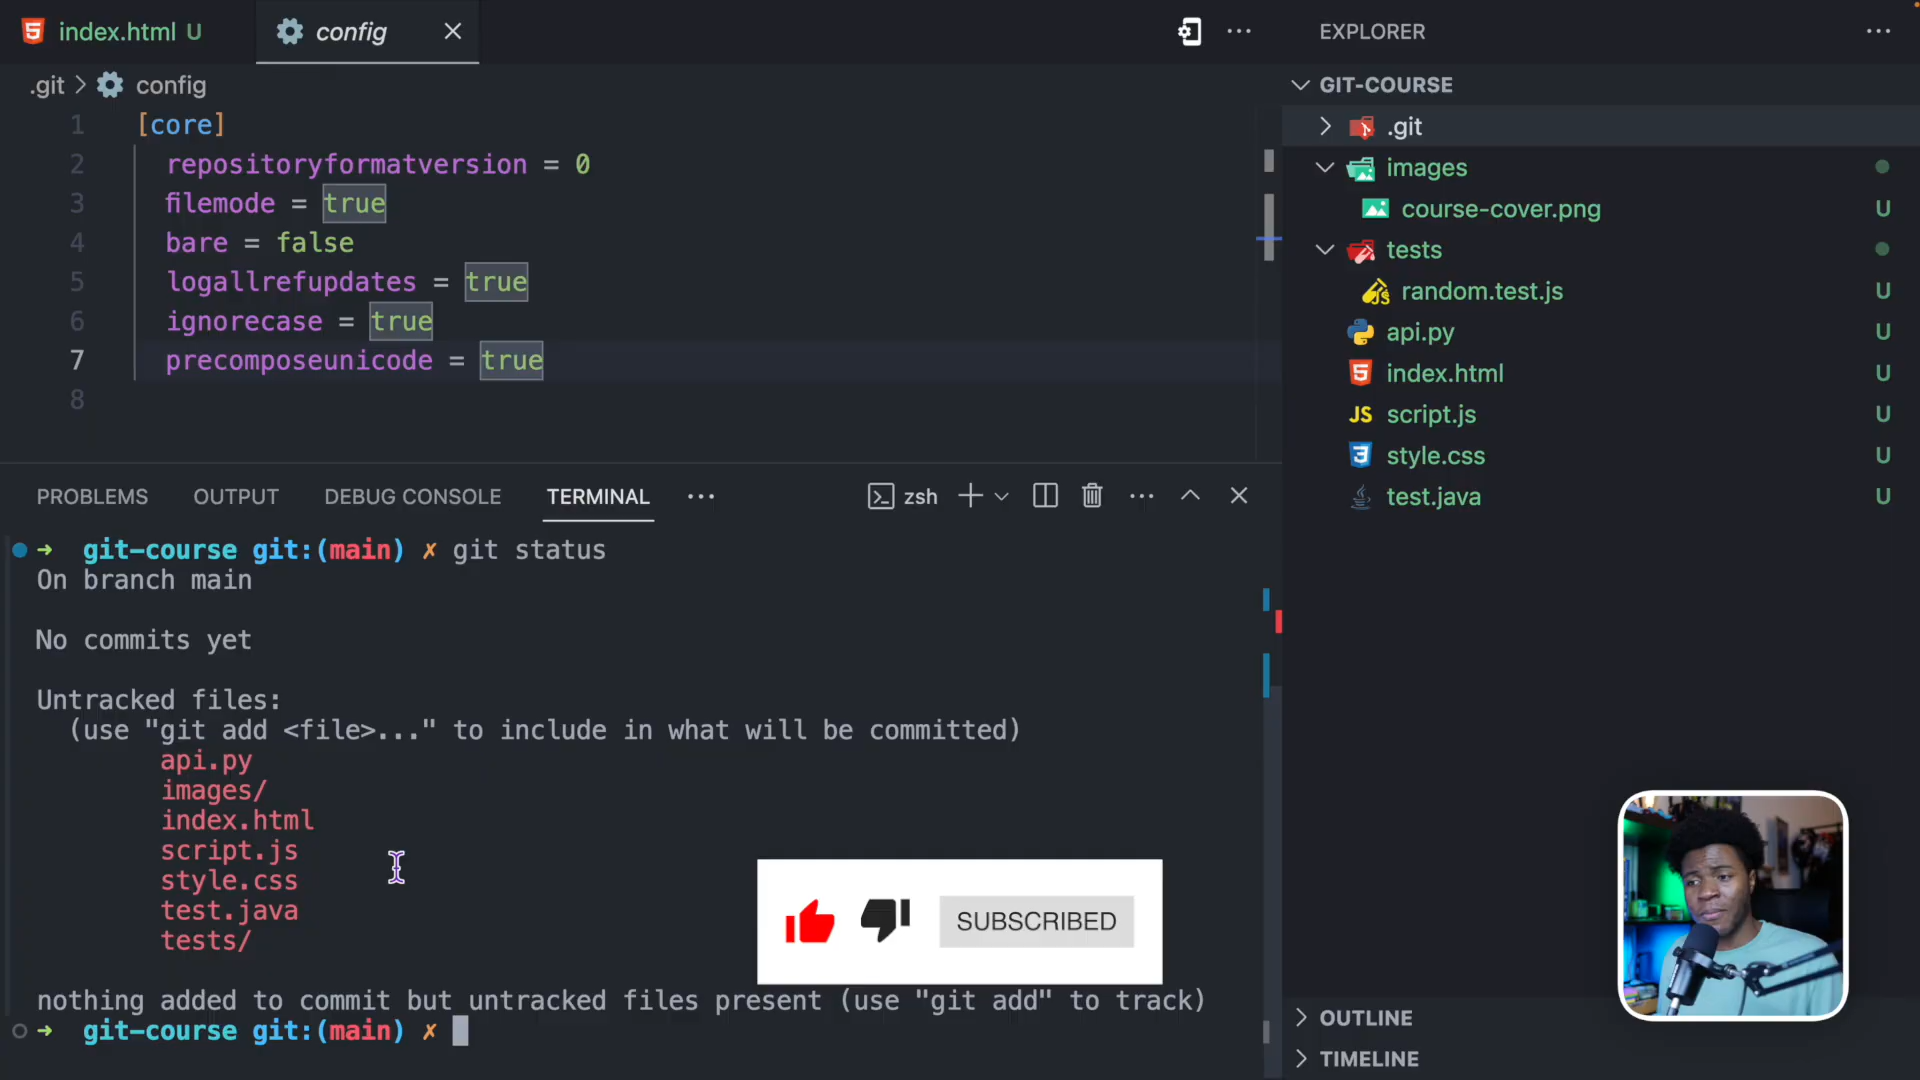 index.html U
config
.git > config
1 [core]
2 repositoryformatversion = 0
3 filemode = true
4 bare = false
5 logallrefupdates = true
6 ignorecase = true
7 precomposeunicode = true
8
PROBLEMS OUTPUT DEBUG CONSOLE TERMINAL ... zsh
→ git-course git:(main) ✗ git status
On branch main
No commits yet
Untracked files:
(use "git add <file>..." to include in what will be committed)
api.py
images/
index.html
script.js
style.css
test.java
tests/
nothing added to commit but untracked files present (use "git add" to track)
→ git-course git:(main) ✗
SUBSCRIBED
EXPLORER
GIT-COURSE
.git
images
course-cover.png U
tests
random.test.js U
api.py U
index.html U
JS script.js U
style.css U
test.java U
OUTLINE
TIMELINE